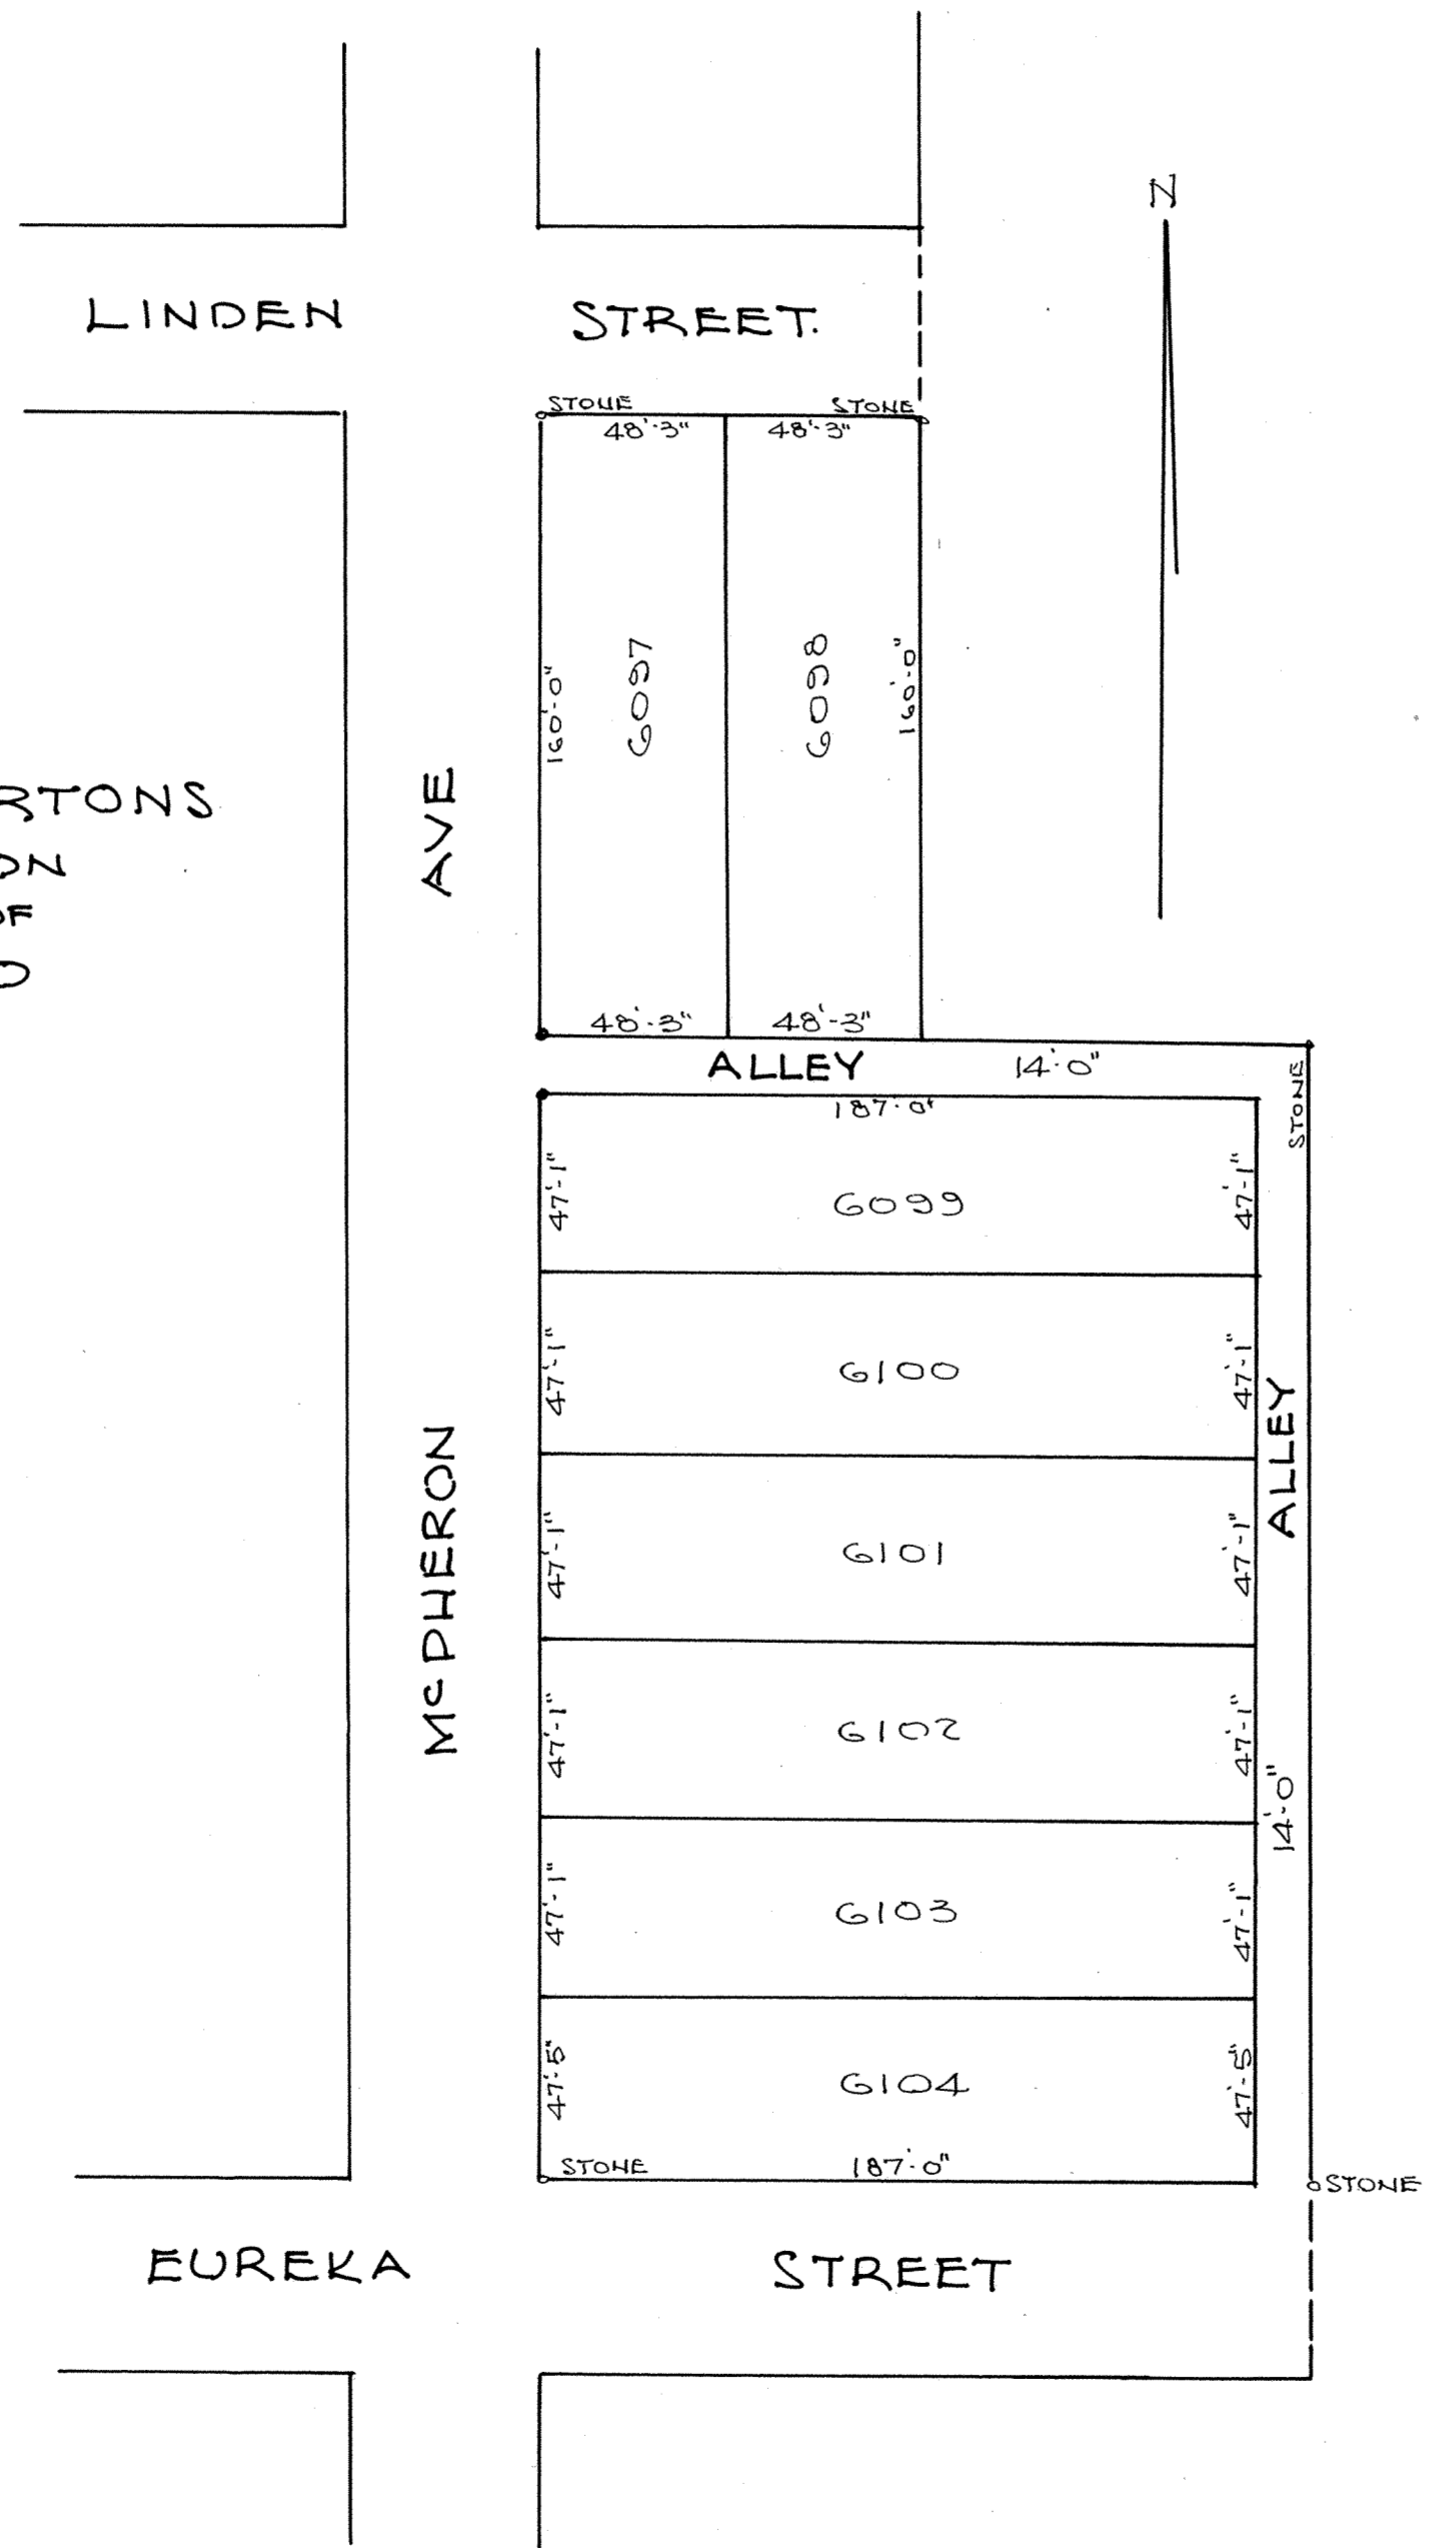 N
LINDEN STREET.
STONE STONE
48'-3" 48'-3"
160'-0" 6097 6098 160'-0"
RTONS
ON
OF
D
AVE
48'-3" 48'-3"
ALLEY 14'-0"
STONE
187'-0"
47'-1" 6099 47'-1"
47'-1" 6100 47'-1"
ALLEY
47'-1" 6101 47'-1"
McPHERON
47'-1" 6102 47'-1"
14'-0"
47'-1" 6103 47'-1"
47'-5" 6104 47'-5"
STONE 187'-0"
STONE
EUREKA STREET